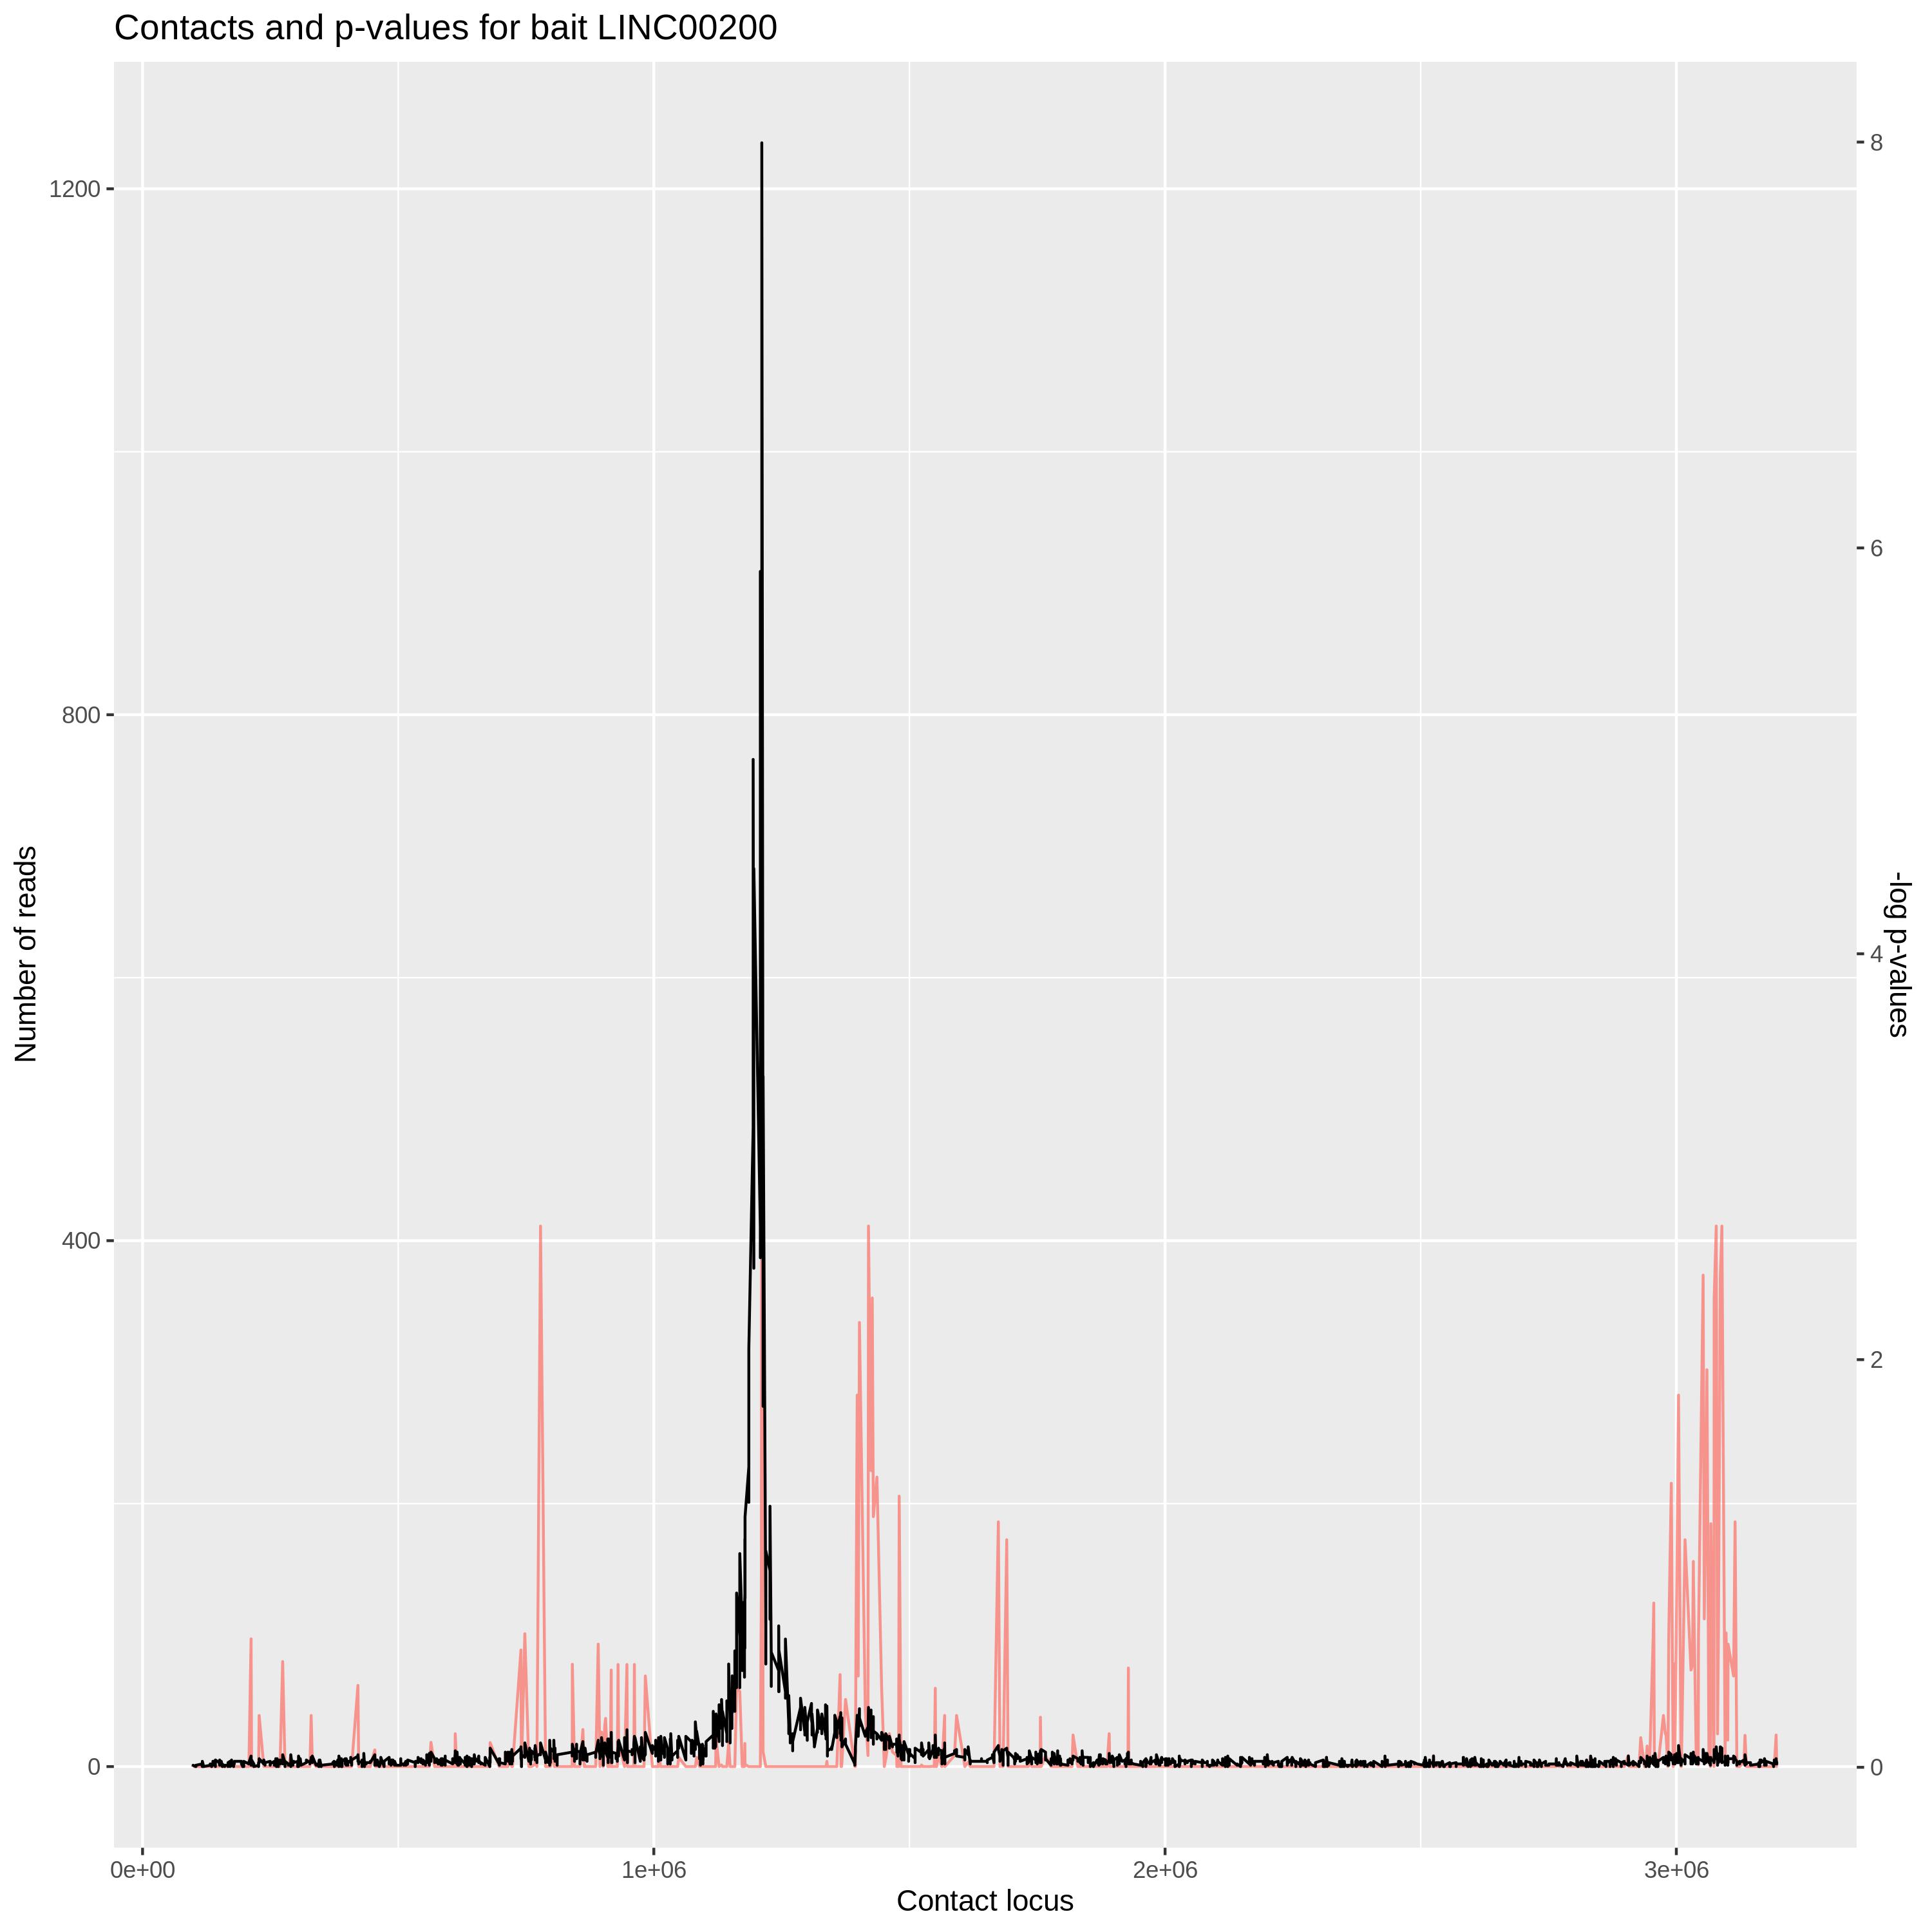 Contacts and p-values for bait LINC00200
1200
800
400
0
Number of reads
8
6
4
2
0
-log p-values
0e+00 1e+06 2e+06 3e+06
Contact locus